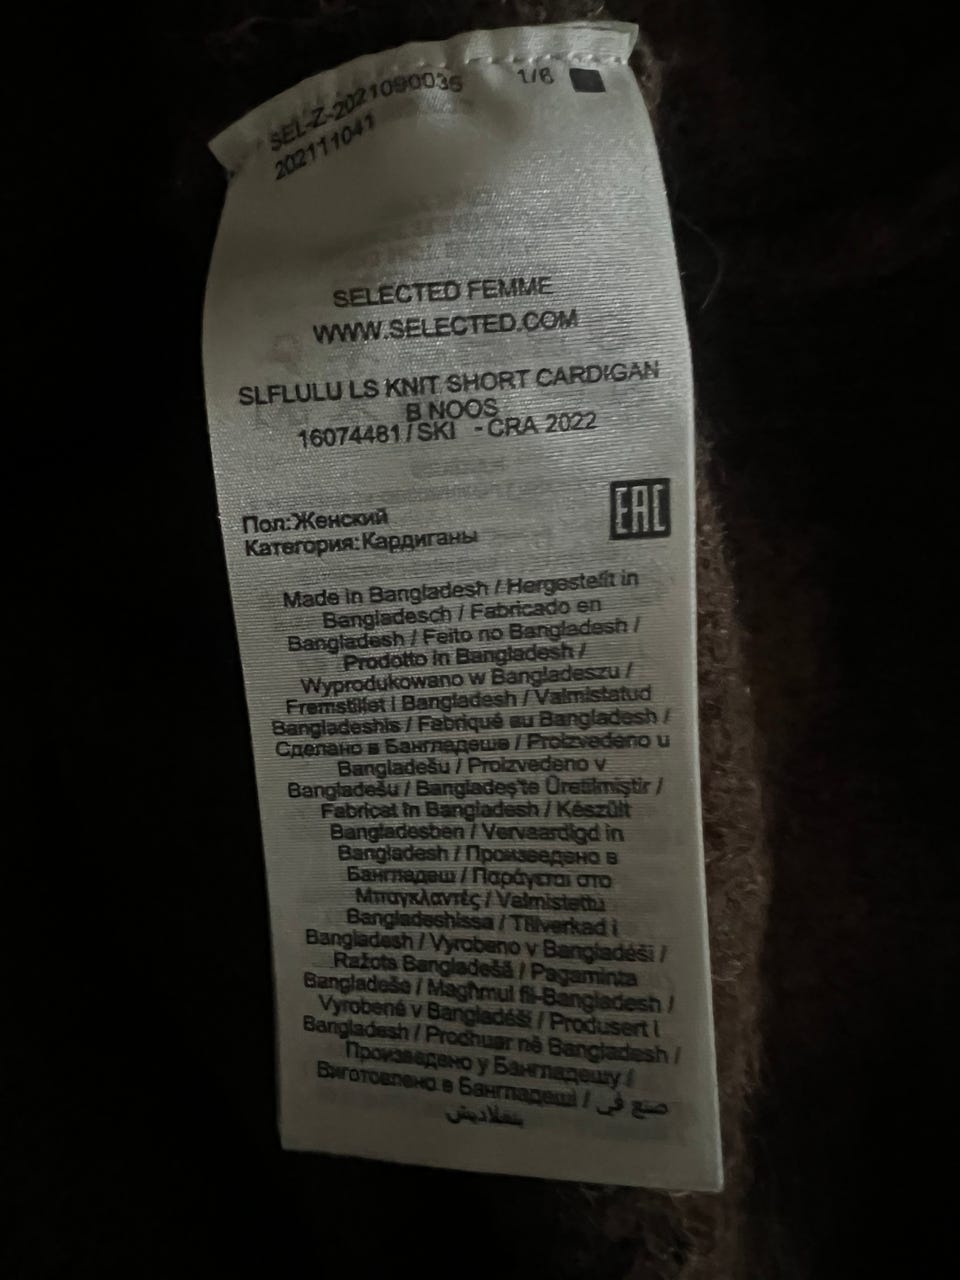 SEL-Z-2021090036 1/8
202111041
SELECTED FEMME
WWW.SELECTED.COM
SLFLULU LS KNIT SHORT CARDIGAN
B NOOS
16074481 / SKI - CRA 2022
EAC
Пол:Женский
Категория:Кардиганы
Made in Bangladesh / Hergestellt in
Bangladesch / Fabricado en
Bangladesh / Feito no Bangladesh /
Prodotto in Bangladesh /
Wyprodukowano w Bangladeszu /
Fremstillet i Bangladesh / Valmistatud
Bangladeshis / Fabriqué au Bangladesh /
Сделано в Бангладеше / Proizvedeno u
Bangladešu / Proizvedeno v
Bangladešu / Bangladeş'te Üretilmiştir /
Fabricat în Bangladesh / Készült
Bangladesben / Vervaardigd in
Bangladesh / Произведено в
Бангладеш / Παράγεται στο
Μπαγκλαντές / Valmistettu
Bangladeshissa / Tillverkad i
Bangladesh / Vyrobeno v Bangladéši /
Ražots Bangladešā / Pagaminta
Bangladeše / Magħmul fil-Bangladesh /
Vyrobené v Bangladéši / Produsert i
Bangladesh / Prodhuar në Bangladesh /
Произведено у Бангладешу /
Виготовлено в Бангладеші / صنع في
بنغلاديش